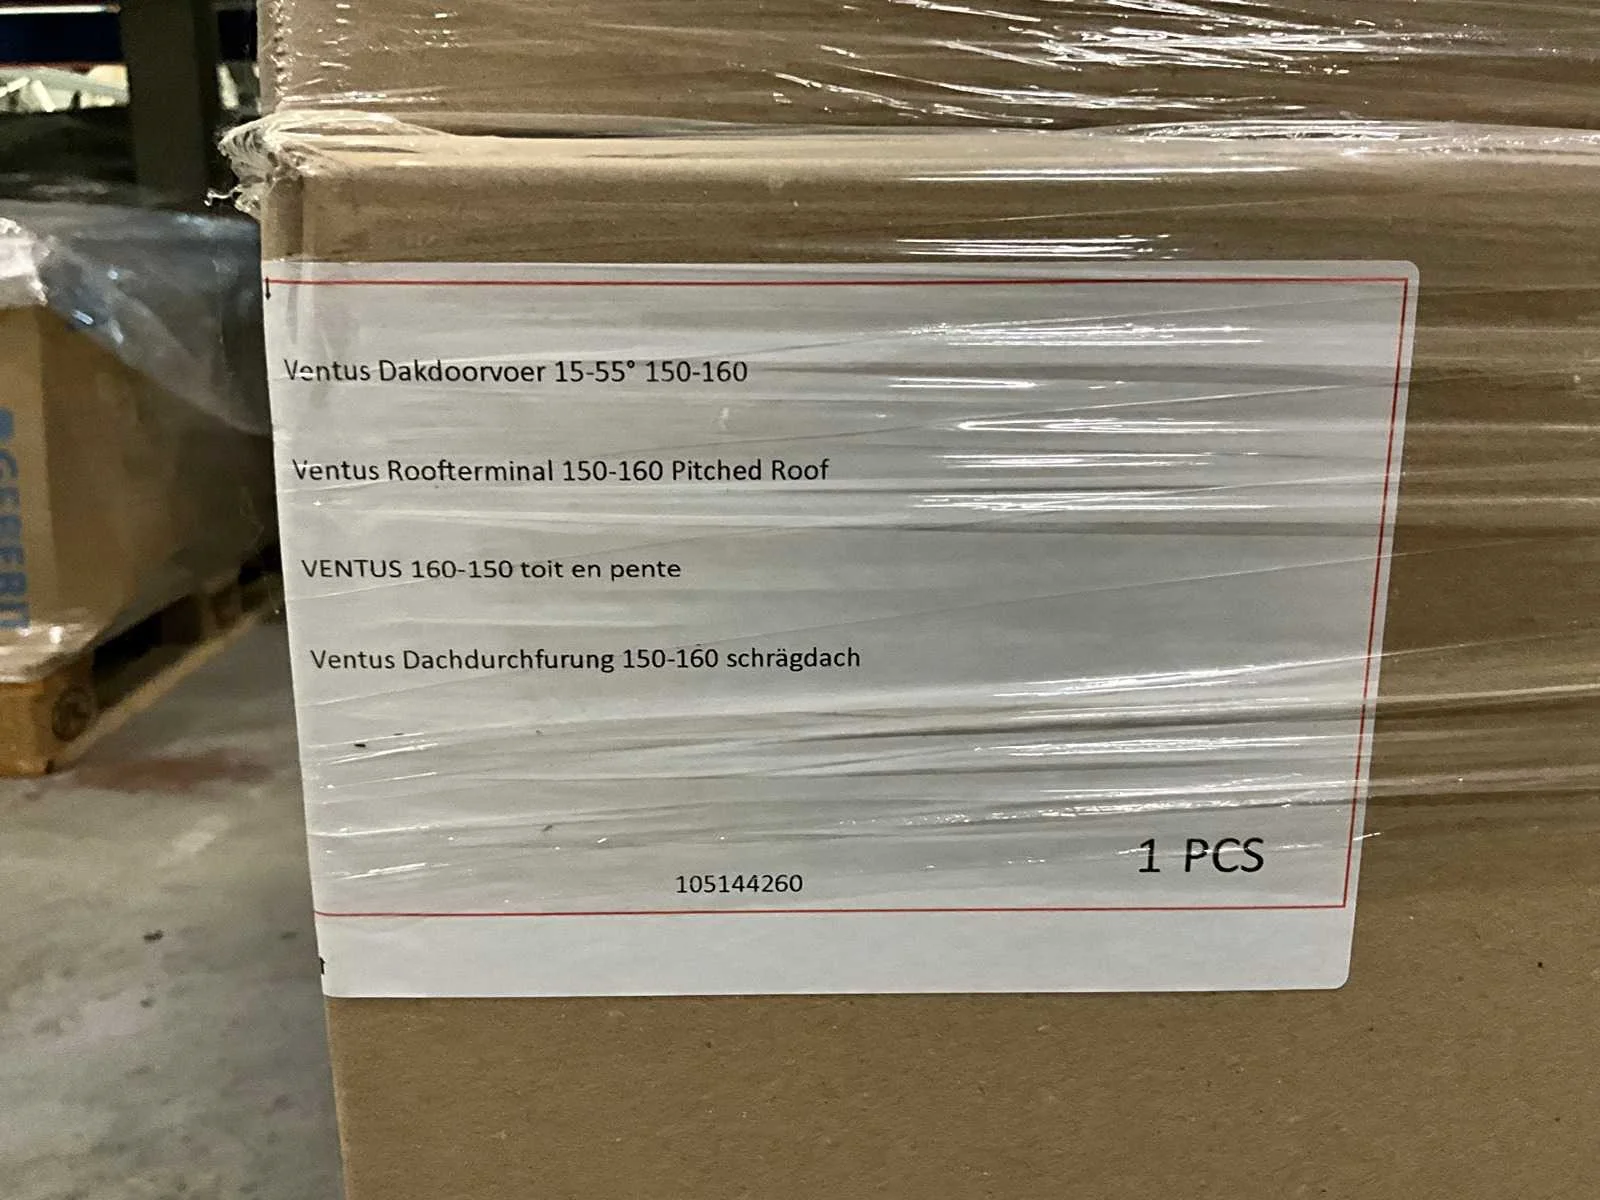 Ventus Dakdoorvoer 15-55° 150-160
Ventus Roofterminal 150-160 Pitched Roof
VENTUS 160-150 toit en pente
Ventus Dachdurchfurung 150-160 schrägdach
105144260
1 PCS